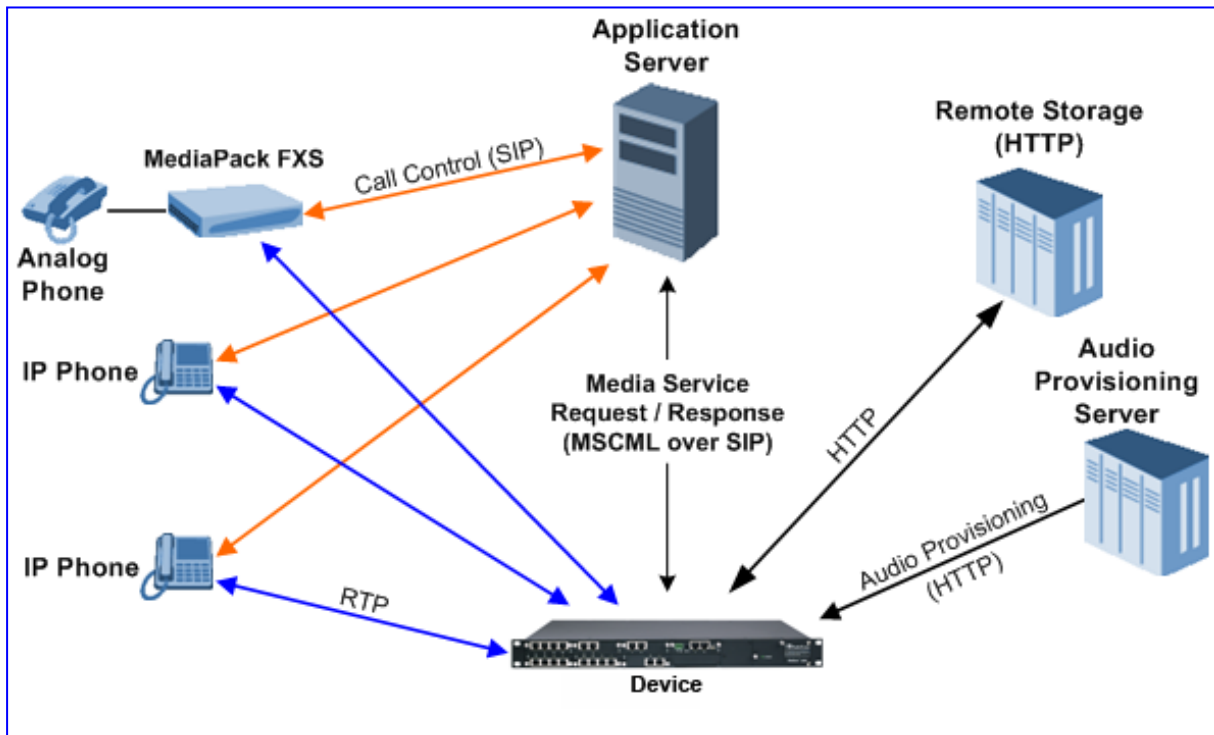 Application
Server
Remote Storage
(HTTP)
MediaPack FXS
Call Control (SIP)
Analog
Phone
IP Phone
Audio
Provisioning
Server
Media Service
Request / Response
(MSCML over SIP)
HTTP
IP Phone
RTP
Audio Provisioning
(HTTP)
Device